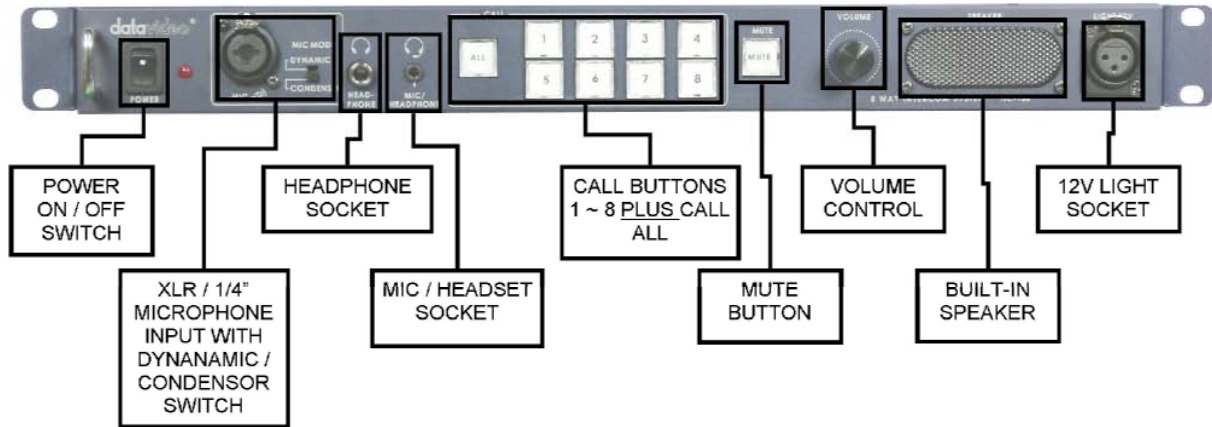 datavideo
POWER
MIC MOD
DYNAMIC
CONDENS
HEAD-
PHONE
MIC/
HEADPHONE
CALL
ALL
1 2 3 4
5 6 7 8
MUTE
MUTE
VOLUME
SPEAKER
8 WAY INTERCOM SYSTEM
POWER
ON / OFF
SWITCH
XLR / 1/4"
MICROPHONE
INPUT WITH
DYNANAMIC /
CONDENSOR
SWITCH
HEADPHONE
SOCKET
MIC / HEADSET
SOCKET
CALL BUTTONS
1 ~ 8 PLUS CALL
ALL
MUTE
BUTTON
VOLUME
CONTROL
BUILT-IN
SPEAKER
12V LIGHT
SOCKET